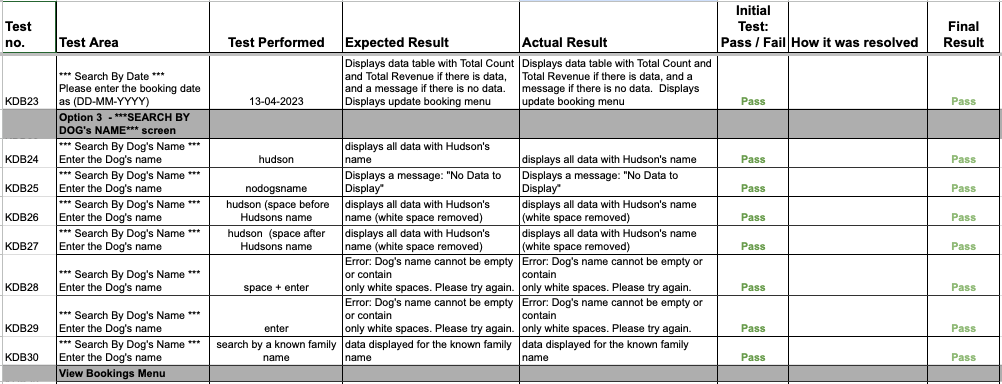 Test no. Test Area Test Performed Expected Result Actual Result Initial Test: Pass / Fail How it was resolved Final Result
KDB23 *** Search By Date *** Please enter the booking date as (DD-MM-YYYY) 13-04-2023 Displays data table with Total Count and Total Revenue if there is data, and a message if there is no data. Displays update booking menu Displays data table with Total Count and Total Revenue if there is data, and a message if there is no data. Displays update booking menu Pass Pass
Option 3 - ***SEARCH BY DOG's NAME*** screen
KDB24 *** Search By Dog's Name *** Enter the Dog's name hudson displays all data with Hudson's name displays all data with Hudson's name Pass Pass
KDB25 *** Search By Dog's Name *** Enter the Dog's name nodogsname Displays a message: "No Data to Display" Displays a message: "No Data to Display" Pass Pass
KDB26 *** Search By Dog's Name *** Enter the Dog's name hudson (space before Hudsons name displays all data with Hudson's name (white space removed) displays all data with Hudson's name (white space removed) Pass Pass
KDB27 *** Search By Dog's Name *** Enter the Dog's name hudson (space after Hudsons name displays all data with Hudson's name (white space removed) displays all data with Hudson's name (white space removed) Pass Pass
KDB28 *** Search By Dog's Name *** Enter the Dog's name space + enter Error: Dog's name cannot be empty or contain only white spaces. Please try again. Error: Dog's name cannot be empty or contain only white spaces. Please try again. Pass Pass
KDB29 *** Search By Dog's Name *** Enter the Dog's name enter Error: Dog's name cannot be empty or contain only white spaces. Please try again. Error: Dog's name cannot be empty or contain only white spaces. Please try again. Pass Pass
KDB30 *** Search By Dog's Name *** Enter the Dog's name search by a known family name data displayed for the known family name data displayed for the known family name Pass Pass
View Bookings Menu